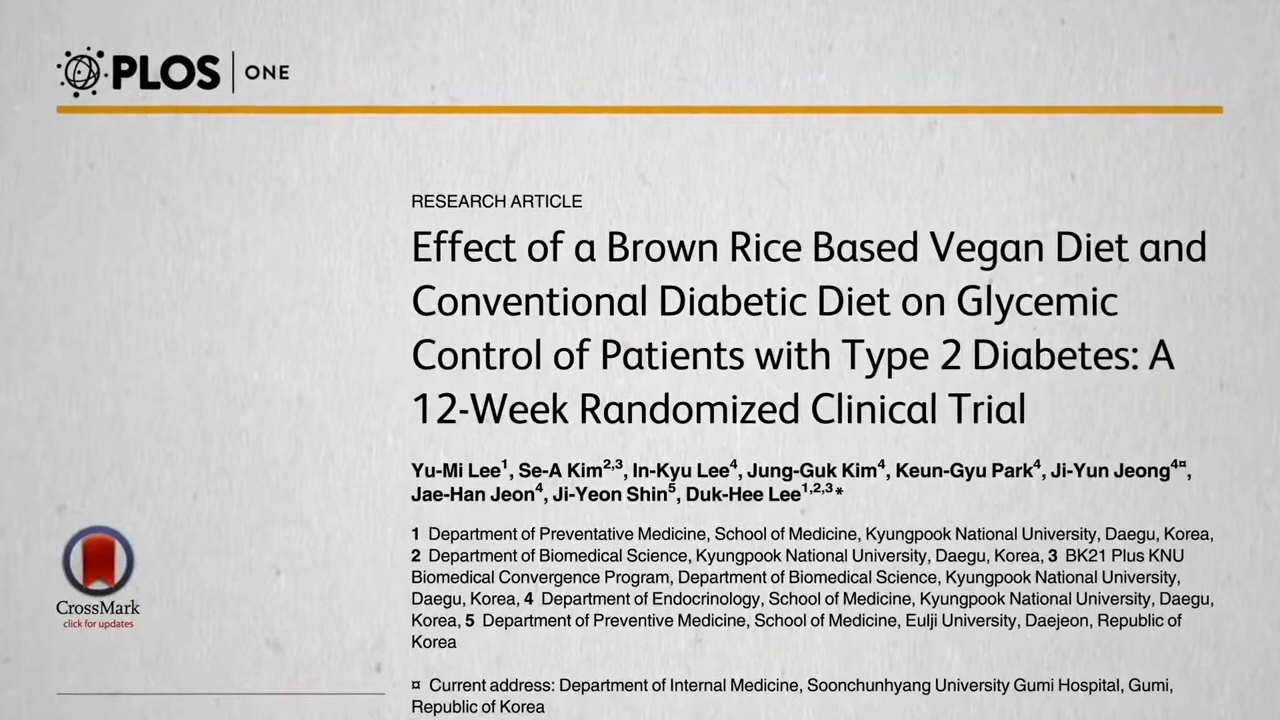 PLOS | ONE
RESEARCH ARTICLE
Effect of a Brown Rice Based Vegan Diet and
Conventional Diabetic Diet on Glycemic
Control of Patients with Type 2 Diabetes: A
12-Week Randomized Clinical Trial
Yu-Mi Lee1, Se-A Kim2,3, In-Kyu Lee4, Jung-Guk Kim4, Keun-Gyu Park4, Ji-Yun Jeong4¤,
Jae-Han Jeon4, Ji-Yeon Shin5, Duk-Hee Lee1,2,3*
1 Department of Preventative Medicine, School of Medicine, Kyungpook National University, Daegu, Korea,
2 Department of Biomedical Science, Kyungpook National University, Daegu, Korea, 3 BK21 Plus KNU
Biomedical Convergence Program, Department of Biomedical Science, Kyungpook National University,
Daegu, Korea, 4 Department of Endocrinology, School of Medicine, Kyungpook National University, Daegu,
Korea, 5 Department of Preventive Medicine, School of Medicine, Eulji University, Daejeon, Republic of
Korea
CrossMark
click for updates
¤ Current address: Department of Internal Medicine, Soonchunhyang University Gumi Hospital, Gumi,
Republic of Korea